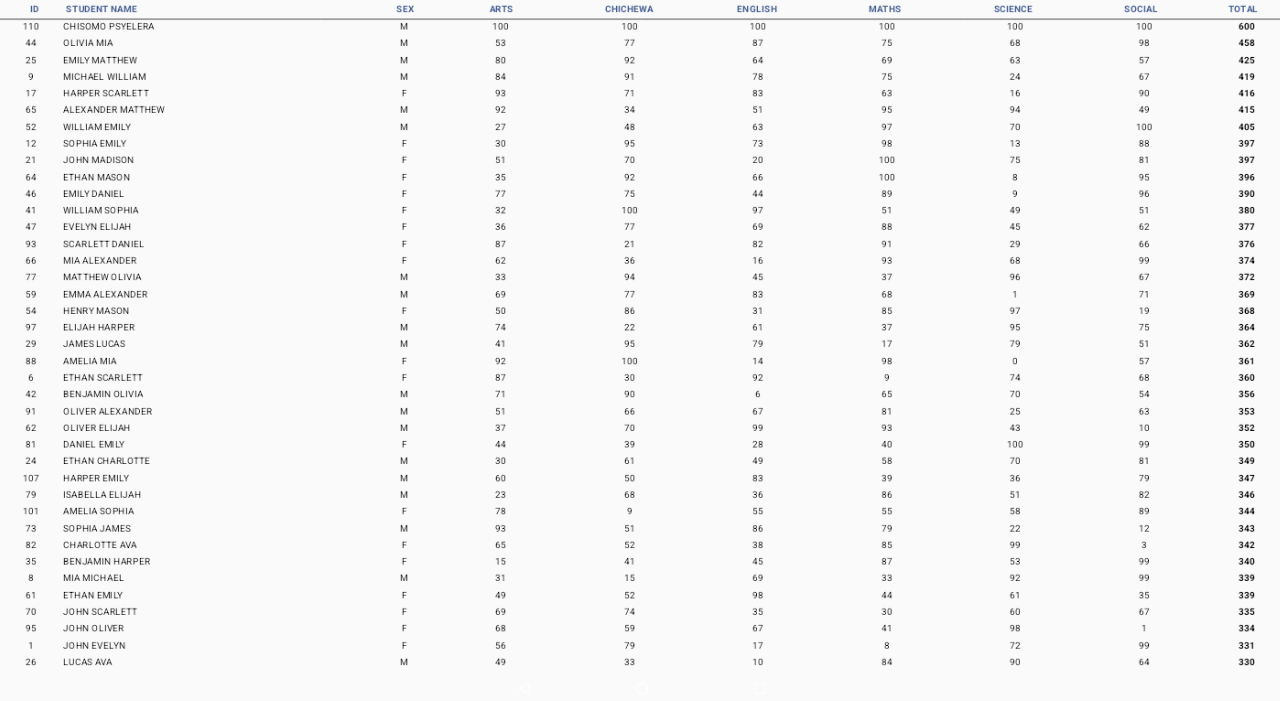 ID STUDENT NAME SEX ARTS CHICHEWA ENGLISH MATHS SCIENCE SOCIAL TOTAL
110 CHISOMO PSYELERA M 100 100 100 100 100 100 600
44 OLIVIA MIA M 53 77 87 75 68 98 458
25 EMILY MATTHEW M 80 92 64 69 63 57 425
9 MICHAEL WILLIAM M 84 91 78 75 24 67 419
17 HARPER SCARLETT F 93 71 83 63 16 90 416
65 ALEXANDER MATTHEW M 92 34 51 95 94 49 415
52 WILLIAM EMILY M 27 48 63 97 70 100 405
12 SOPHIA EMILY F 30 95 73 98 13 88 397
21 JOHN MADISON F 51 70 20 100 75 81 397
64 ETHAN MASON F 35 92 66 100 8 95 396
46 EMILY DANIEL F 77 75 44 89 9 96 390
41 WILLIAM SOPHIA F 32 100 97 51 49 51 380
47 EVELYN ELIJAH F 36 77 69 88 45 62 377
93 SCARLETT DANIEL F 87 21 82 91 29 66 376
66 MIA ALEXANDER F 62 36 16 93 68 99 374
77 MATTHEW OLIVIA M 33 94 45 37 96 67 372
59 EMMA ALEXANDER M 69 77 83 68 1 71 369
54 HENRY MASON F 50 86 31 85 97 19 368
97 ELIJAH HARPER M 74 22 61 37 95 75 364
29 JAMES LUCAS M 41 95 79 17 79 51 362
88 AMELIA MIA F 92 100 14 98 0 57 361
6 ETHAN SCARLETT F 87 30 92 9 74 68 360
42 BENJAMIN OLIVIA M 71 90 6 65 70 54 356
91 OLIVER ALEXANDER M 51 66 67 81 25 63 353
62 OLIVER ELIJAH M 37 70 99 93 43 10 352
81 DANIEL EMILY F 44 39 28 40 100 99 350
24 ETHAN CHARLOTTE M 30 61 49 58 70 81 349
107 HARPER EMILY M 60 50 83 39 36 79 347
79 ISABELLA ELIJAH M 23 68 36 86 51 82 346
101 AMELIA SOPHIA F 78 9 55 55 58 89 344
73 SOPHIA JAMES M 93 51 86 79 22 12 343
82 CHARLOTTE AVA F 65 52 38 85 99 3 342
35 BENJAMIN HARPER F 15 41 45 87 53 99 340
8 MIA MICHAEL M 31 15 69 33 92 99 339
61 ETHAN EMILY F 49 52 98 44 61 35 339
70 JOHN SCARLETT F 69 74 35 30 60 67 335
95 JOHN OLIVER F 68 59 67 41 98 1 334
1 JOHN EVELYN F 56 79 17 8 72 99 331
26 LUCAS AVA M 49 33 10 84 90 64 330